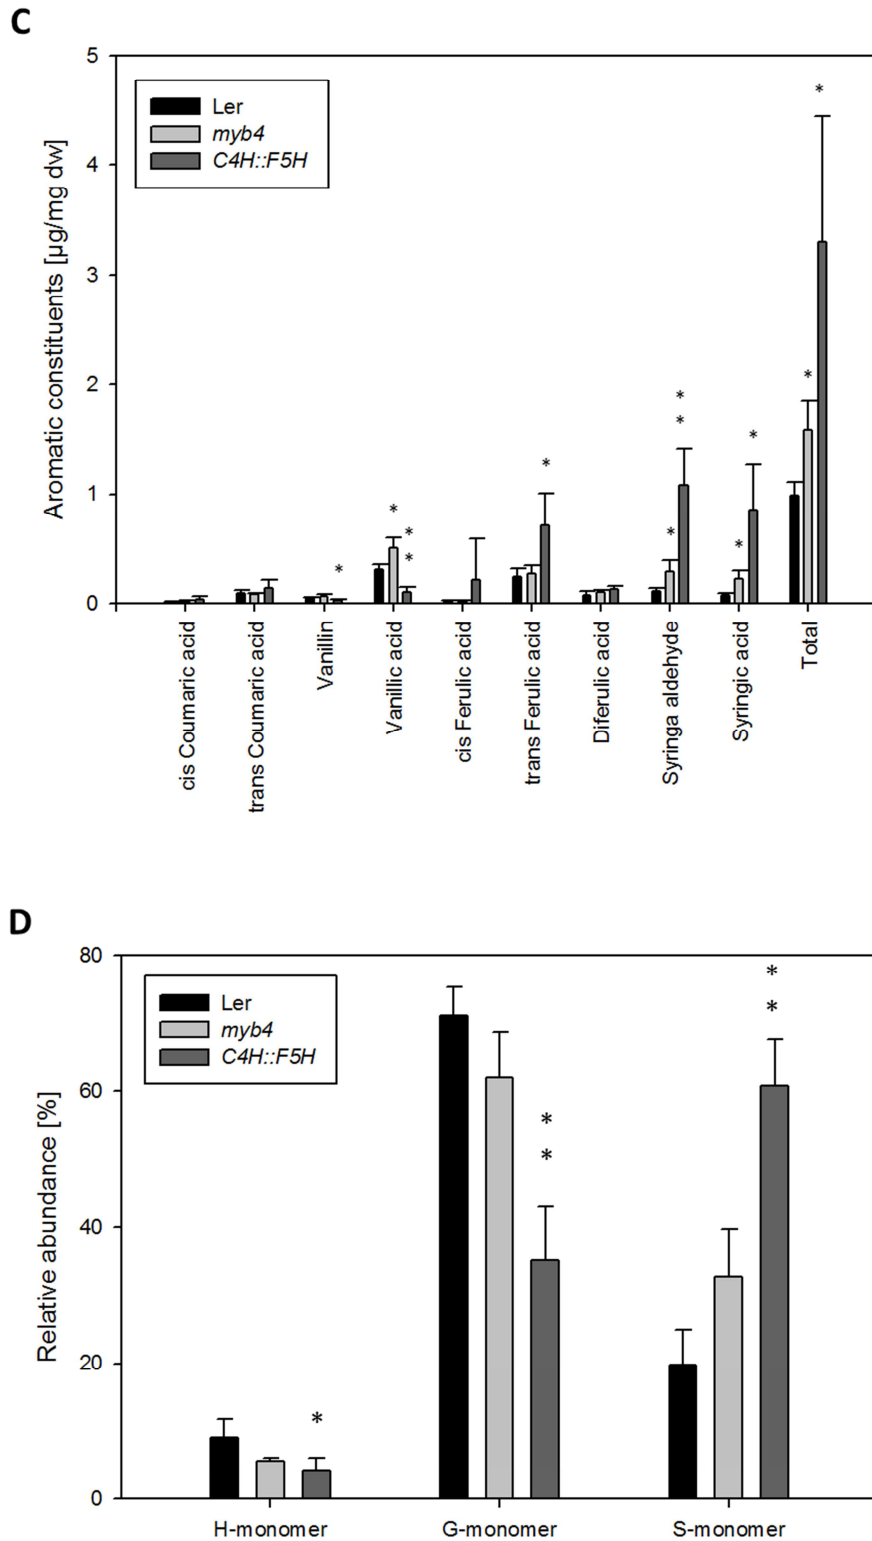 C
5
4
3
2
1
0
Aromatic constituents [µg/mg dw]
Ler
myb4
C4H::F5H
*
*
*
*
*
*
*
*
*
*
*
*
*
cis Coumaric acid
trans Coumaric acid
Vanillin
Vanillic acid
cis Ferulic acid
trans Ferulic acid
Diferulic acid
Syringa aldehyde
Syringic acid
Total
D
80
60
40
20
0
Relative abundance [%]
Ler
myb4
C4H::F5H
*
*
*
*
*
H-monomer
G-monomer
S-monomer